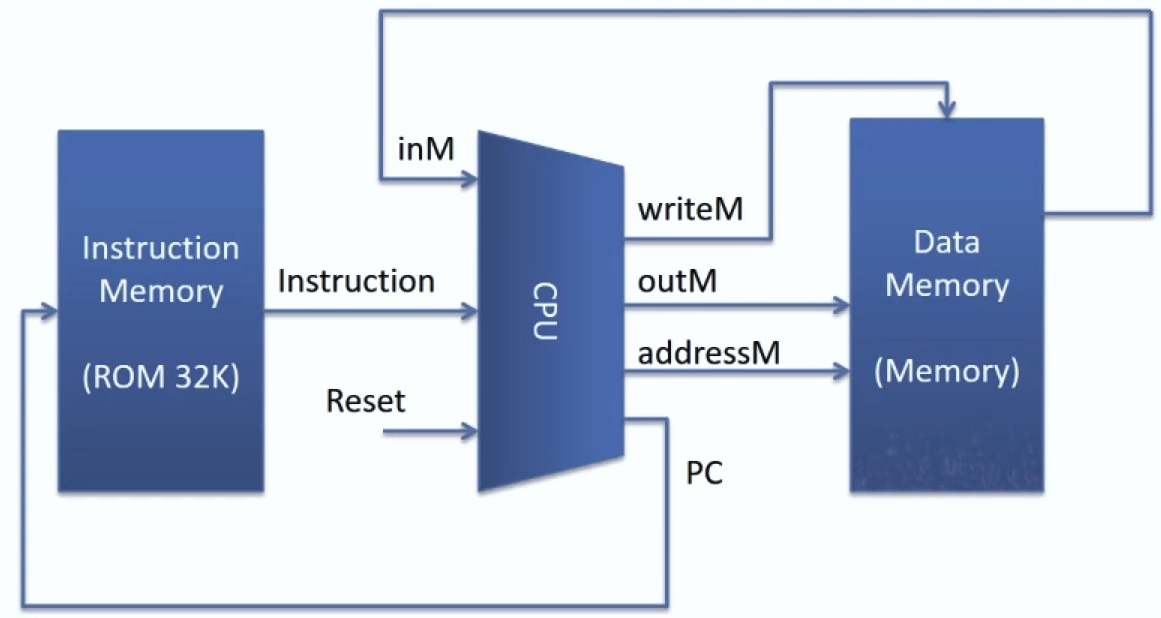 inM
Instruction
Memory
(ROM 32K)
Instruction
Reset
CPU
writeM
outM
addressM
PC
Data
Memory
(Memory)